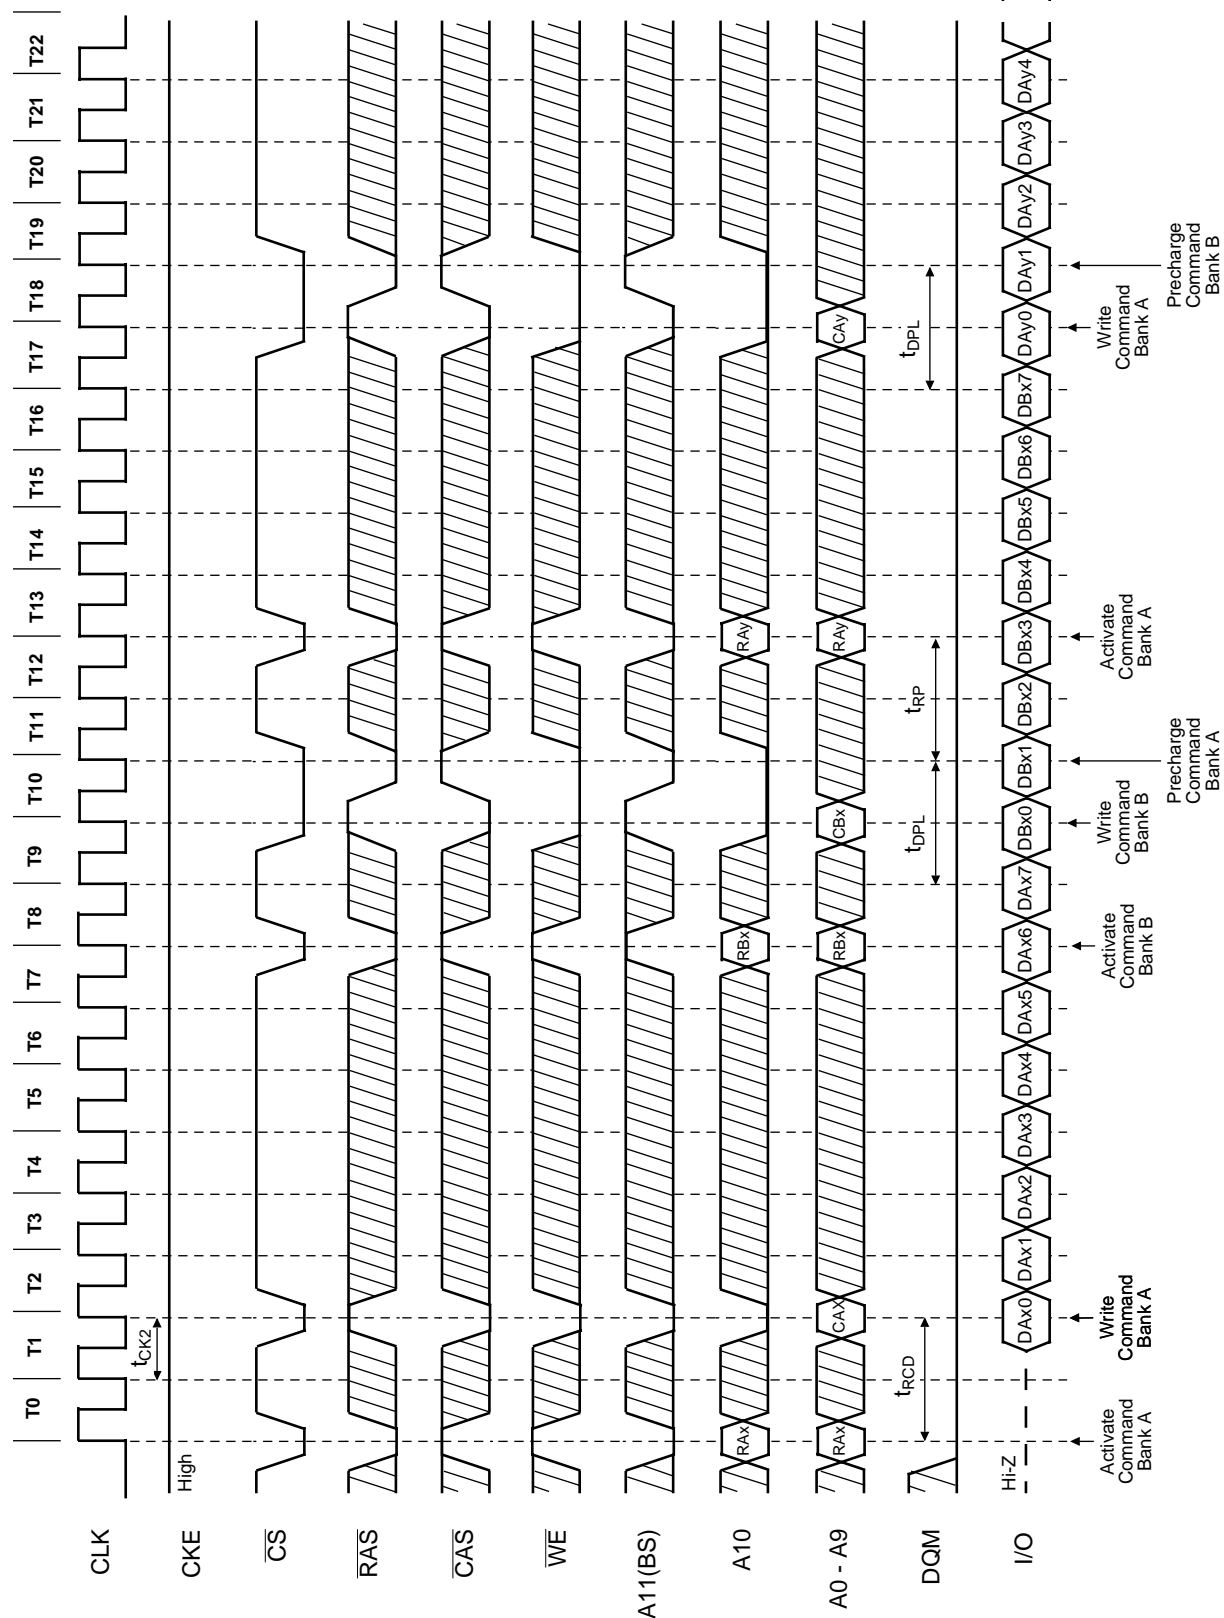 T0 T1 T2 T3 T4 T5 T6 T7 T8 T9 T10 T11 T12 T13 T14 T15 T16 T17 T18 T19 T20 T21 T22
CLK
tCK2
CKE
High
CS
RAS
CAS
WE
A11(BS)
A10
RAx RBx RAy
A0 - A9
RAx CAX RBx CBx RAy CAy
DQM
tRCD tDPL tRP tDPL
I/O
Hi-Z
DAx0 DAx1 DAx2 DAx3 DAx4 DAx5 DAx6 DAx7 DBx0 DBx1 DBx2 DBx3 DBx4 DBx5 DBx6 DBx7 DAy0 DAy1 DAy2 DAy3 DAy4
Activate
Command
Bank A
Write
Command
Bank A
Activate
Command
Bank B
Write
Command
Bank B
Precharge
Command
Bank A
Activate
Command
Bank A
Write
Command
Bank A
Precharge
Command
Bank B